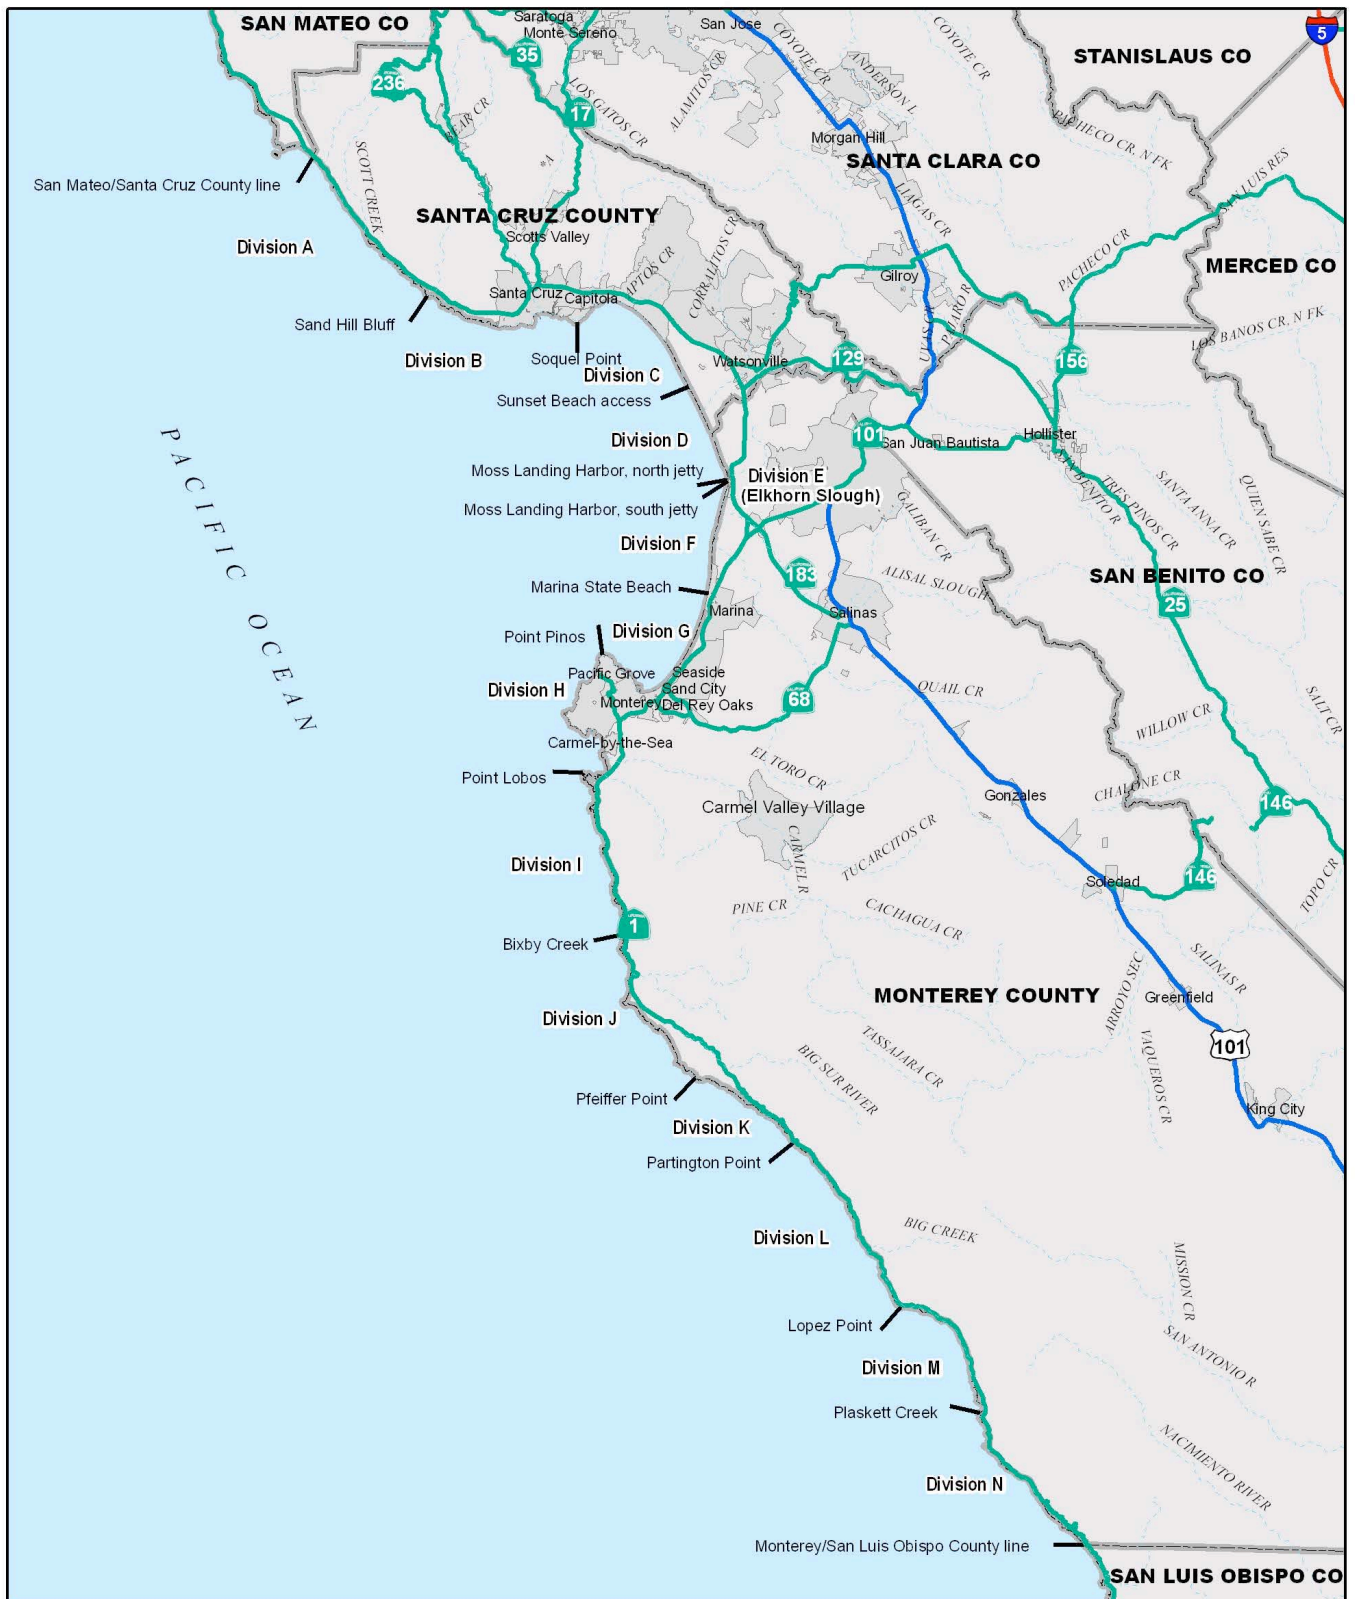 SAN MATEO CO
Saratoga
Monte Sereno
San Jose
5
STANISLAUS CO
35
236
17
BEAR CR
LOS GATOS CR
ALAMITOS CR
COYOTE CR
COYOTE CR
ANDERSON L
Morgan Hill
PACHECO CR, N FK
SANTA CLARA CO
SCOTT CREEK
*A
San Mateo/Santa Cruz County line
SAN LUIS RES
LIAGAS CR
SANTA CRUZ COUNTY
Scotts Valley
Division A
CORRALITOS CR
APTOS CR
PACHECO CR
MERCED CO
Gilroy
Santa Cruz
Capitola
PAJARO R
UVAS CR
Sand Hill Bluff
LOS BANOS CR, N FK
Division B
Soquel Point
Watsonville
129
156
Division C
Sunset Beach access
PACIFIC OCEAN
Division D
101
San Juan Bautista
Hollister
Moss Landing Harbor, north jetty
Division E
(Elkhorn Slough)
SAN BENITO R
TRES PINOS CR
SANTA ANNA CR
QUIEN SABE CR
Moss Landing Harbor, south jetty
GALIBAN CR
Division F
183
ALISAL SLOUGH
SAN BENITO CO
Marina State Beach
25
Marina
Salinas
Division G
Point Pinos
Pacific Grove
Seaside
Division H
Sand City
Monterey
Del Rey Oaks
68
QUAIL CR
SALT CR
WILLOW CR
Carmel-by-the-Sea
Point Lobos
EL TORO CR
CHALONE CR
Gonzales
146
Carmel Valley Village
CARMEL R
TUCARCITOS CR
Division I
146
Soledad
TOPO CR
PINE CR
CACHAGUA CR
1
Bixby Creek
SALINAS R
ARROYO SEC
MONTEREY COUNTY
Greenfield
Division J
101
TASSAJARA CR
VAQUEROS CR
BIG SUR RIVER
Pfeiffer Point
King City
Division K
Partington Point
BIG CREEK
Division L
MISSION CR
Lopez Point
SAN ANTONIO R
Division M
Plaskett Creek
NACIMIENTO RIVER
Division N
Monterey/San Luis Obispo County line
SAN LUIS OBISPO CO